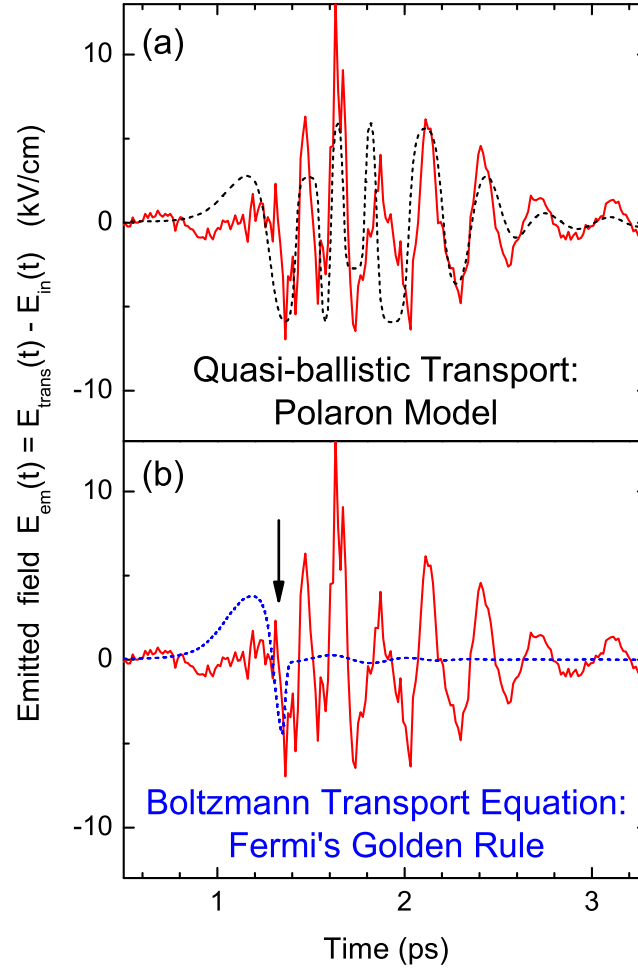 (a)
10
0
-10
Quasi-ballistic Transport:
Polaron Model
Emitted field E_em(t) = E_trans(t) - E_in(t) (kV/cm)
(b)
10
0
-10
Boltzmann Transport Equation:
Fermi's Golden Rule
1
2
3
Time (ps)